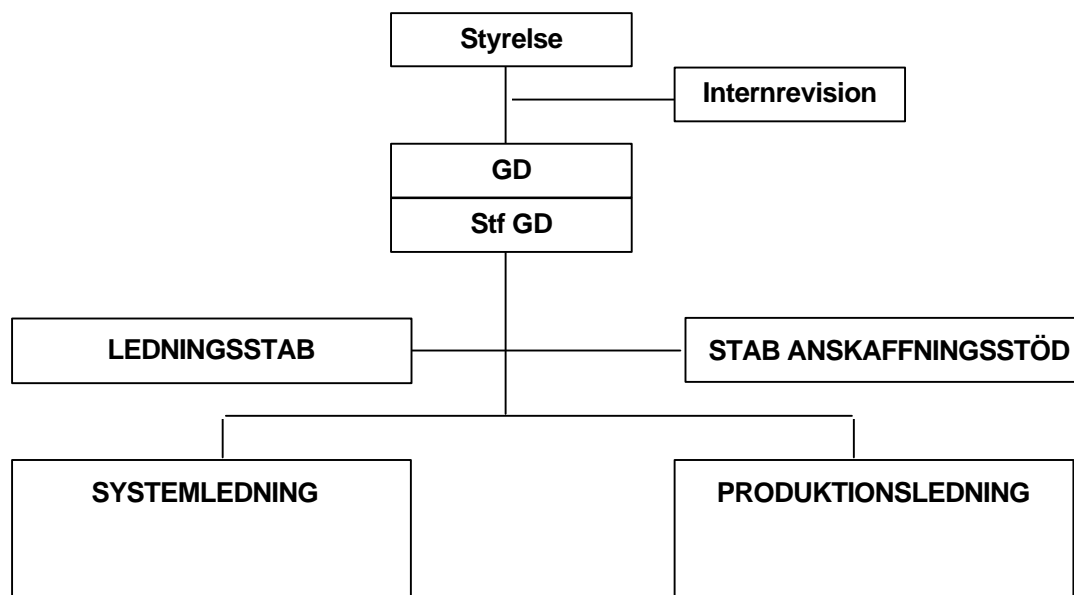 Styrelse
Internrevision
GD
Stf GD
LEDNINGSSTAB
STAB ANSKAFFNINGSSTÖD
SYSTEMLEDNING
PRODUKTIONSLEDNING